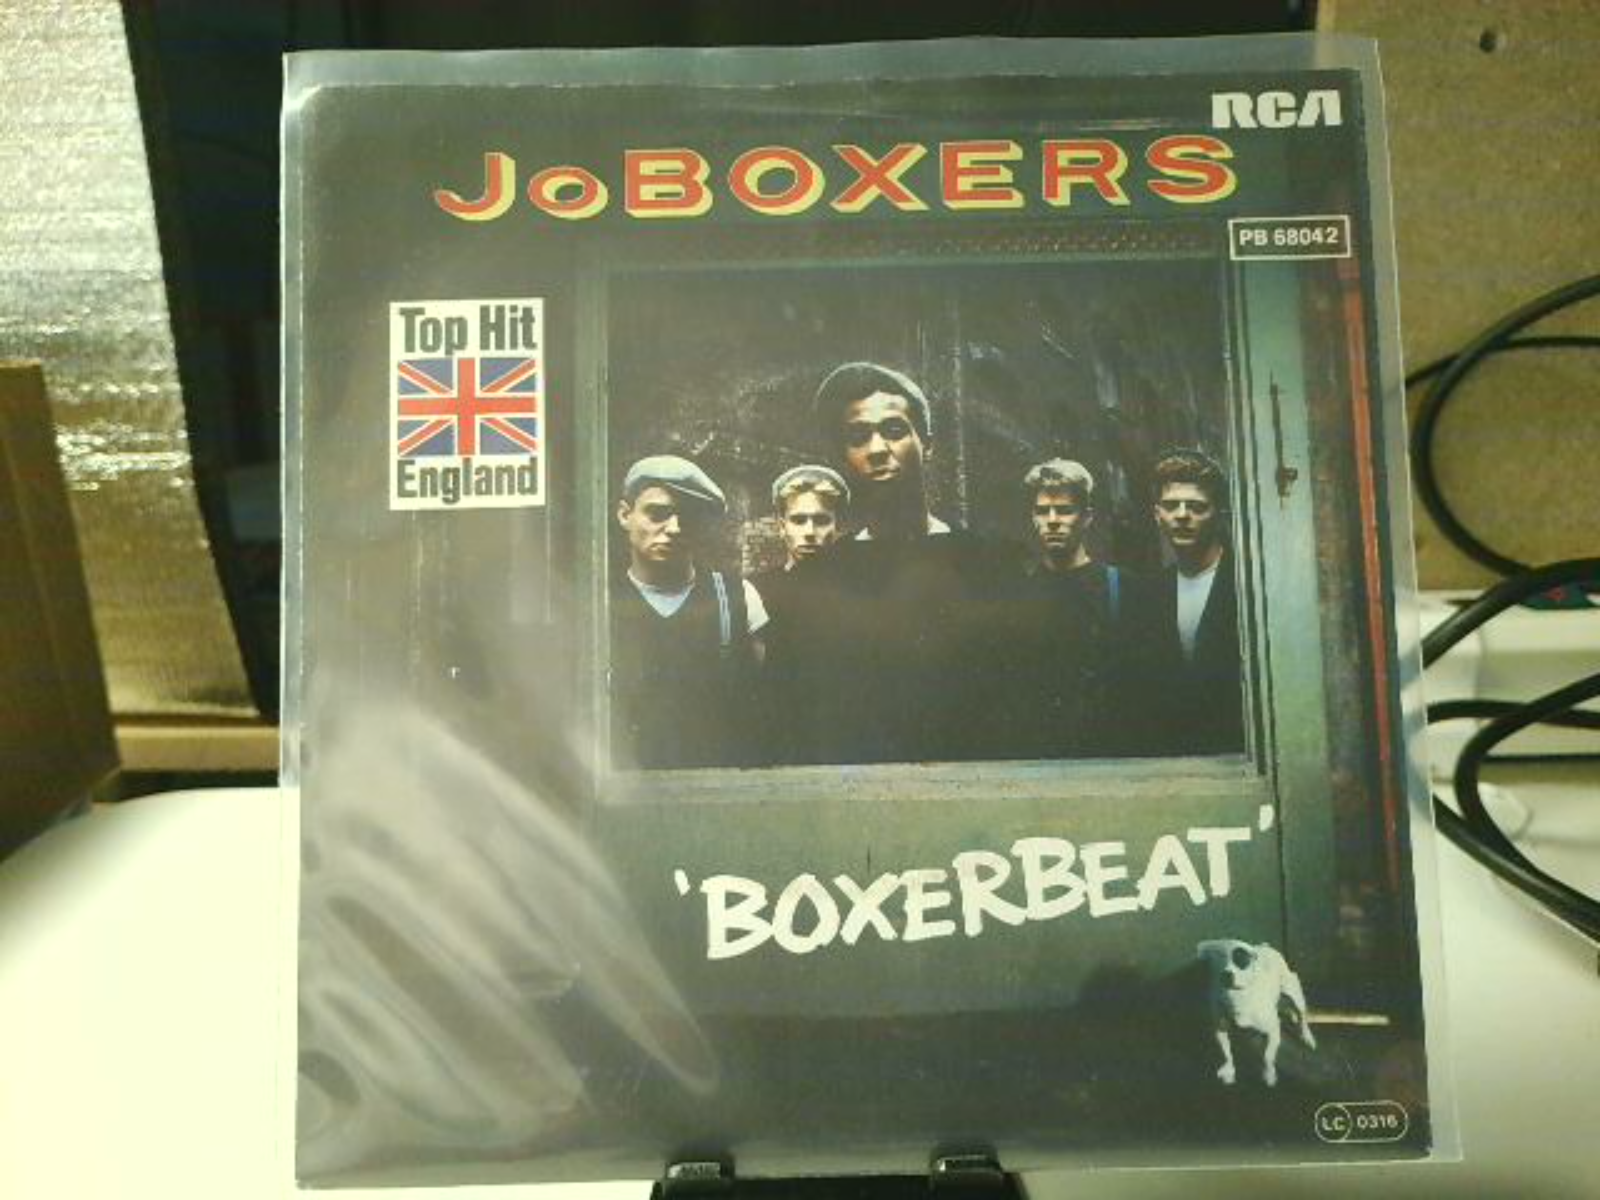 RCA
JoBOXERS
PB 68042
Top Hit
England
'BOXERBEAT'
LC 0316